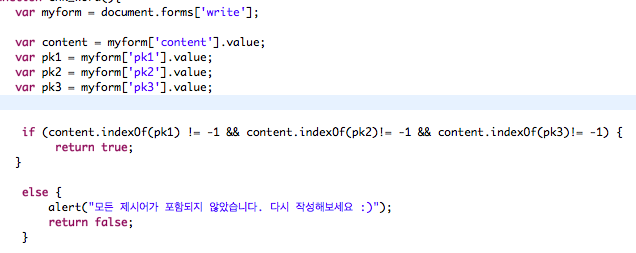 var myform = document.forms['write'];
var content = myform['content'].value;
var pk1 = myform['pk1'].value;
var pk2 = myform['pk2'].value;
var pk3 = myform['pk3'].value;
if (content.indexOf(pk1) != -1 && content.indexOf(pk2)!= -1 && content.indexOf(pk3)!= -1) {
return true;
}
else {
alert("모든 제시어가 포함되지 않았습니다. 다시 작성해보세요 :)");
return false;
}